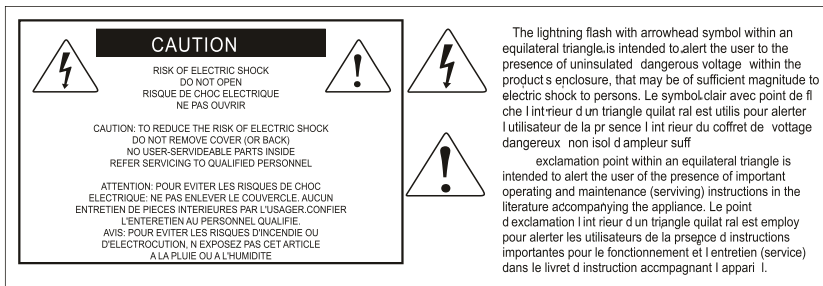 CAUTION
RISK OF ELECTRIC SHOCK
DO NOT OPEN
RISQUE DE CHOC ELECTRIQUE
NE PAS OUVRIR
CAUTION: TO REDUCE THE RISK OF ELECTRIC SHOCK
DO NOT REMOVE COVER (OR BACK)
NO USER-SERVIDEABLE PARTS INSIDE
REFER SERVICING TO QUALIFIED PERSONNEL
ATTENTION: POUR EVITER LES RISQUES DE CHOC
ELECTRIQUE: NE PAS ENLEVER LE COUVERCLE. AUCUN
ENTRETIEN DE PIECES INTERIEURES PAR L'USAGER.CONFIER
L'ENTERETIEN AU PERSONNEL QUALIFIE.
AVIS: POUR EVITER LES RISQUES D'INCENDIE OU
D'ELECTROCUTION, N EXPOSEZ PAS CET ARTICLE
A LA PLUIE OU A L'HUMIDITE
The lightning flash with arrowhead symbol within an
equilateral triangle is intended to alert the user to the
presence of uninsulated dangerous voltage within the
product s enclosure, that may be of sufficient magnitude to
electric shock to persons. Le symbol clair avec point de fl
che l int rieur d un triangle quilat ral est utilis pour alerter
l utilisateur de la pr sence l int rieur du coffret de vottage
dangereux non isol d ampleur suff
exclamation point within an equilateral triangle is
intended to alert the user of the presence of important
operating and maintenance (serviving) instructions in the
literature accompanying the appliance. Le point
d exclamation l int rieur d un triangle quilat ral est employ
pour alerter les utilisateurs de la prsence d instructions
importantes pour le fonctionnement et l entretien (service)
dans le livret d instruction accmpagnant l appari l.